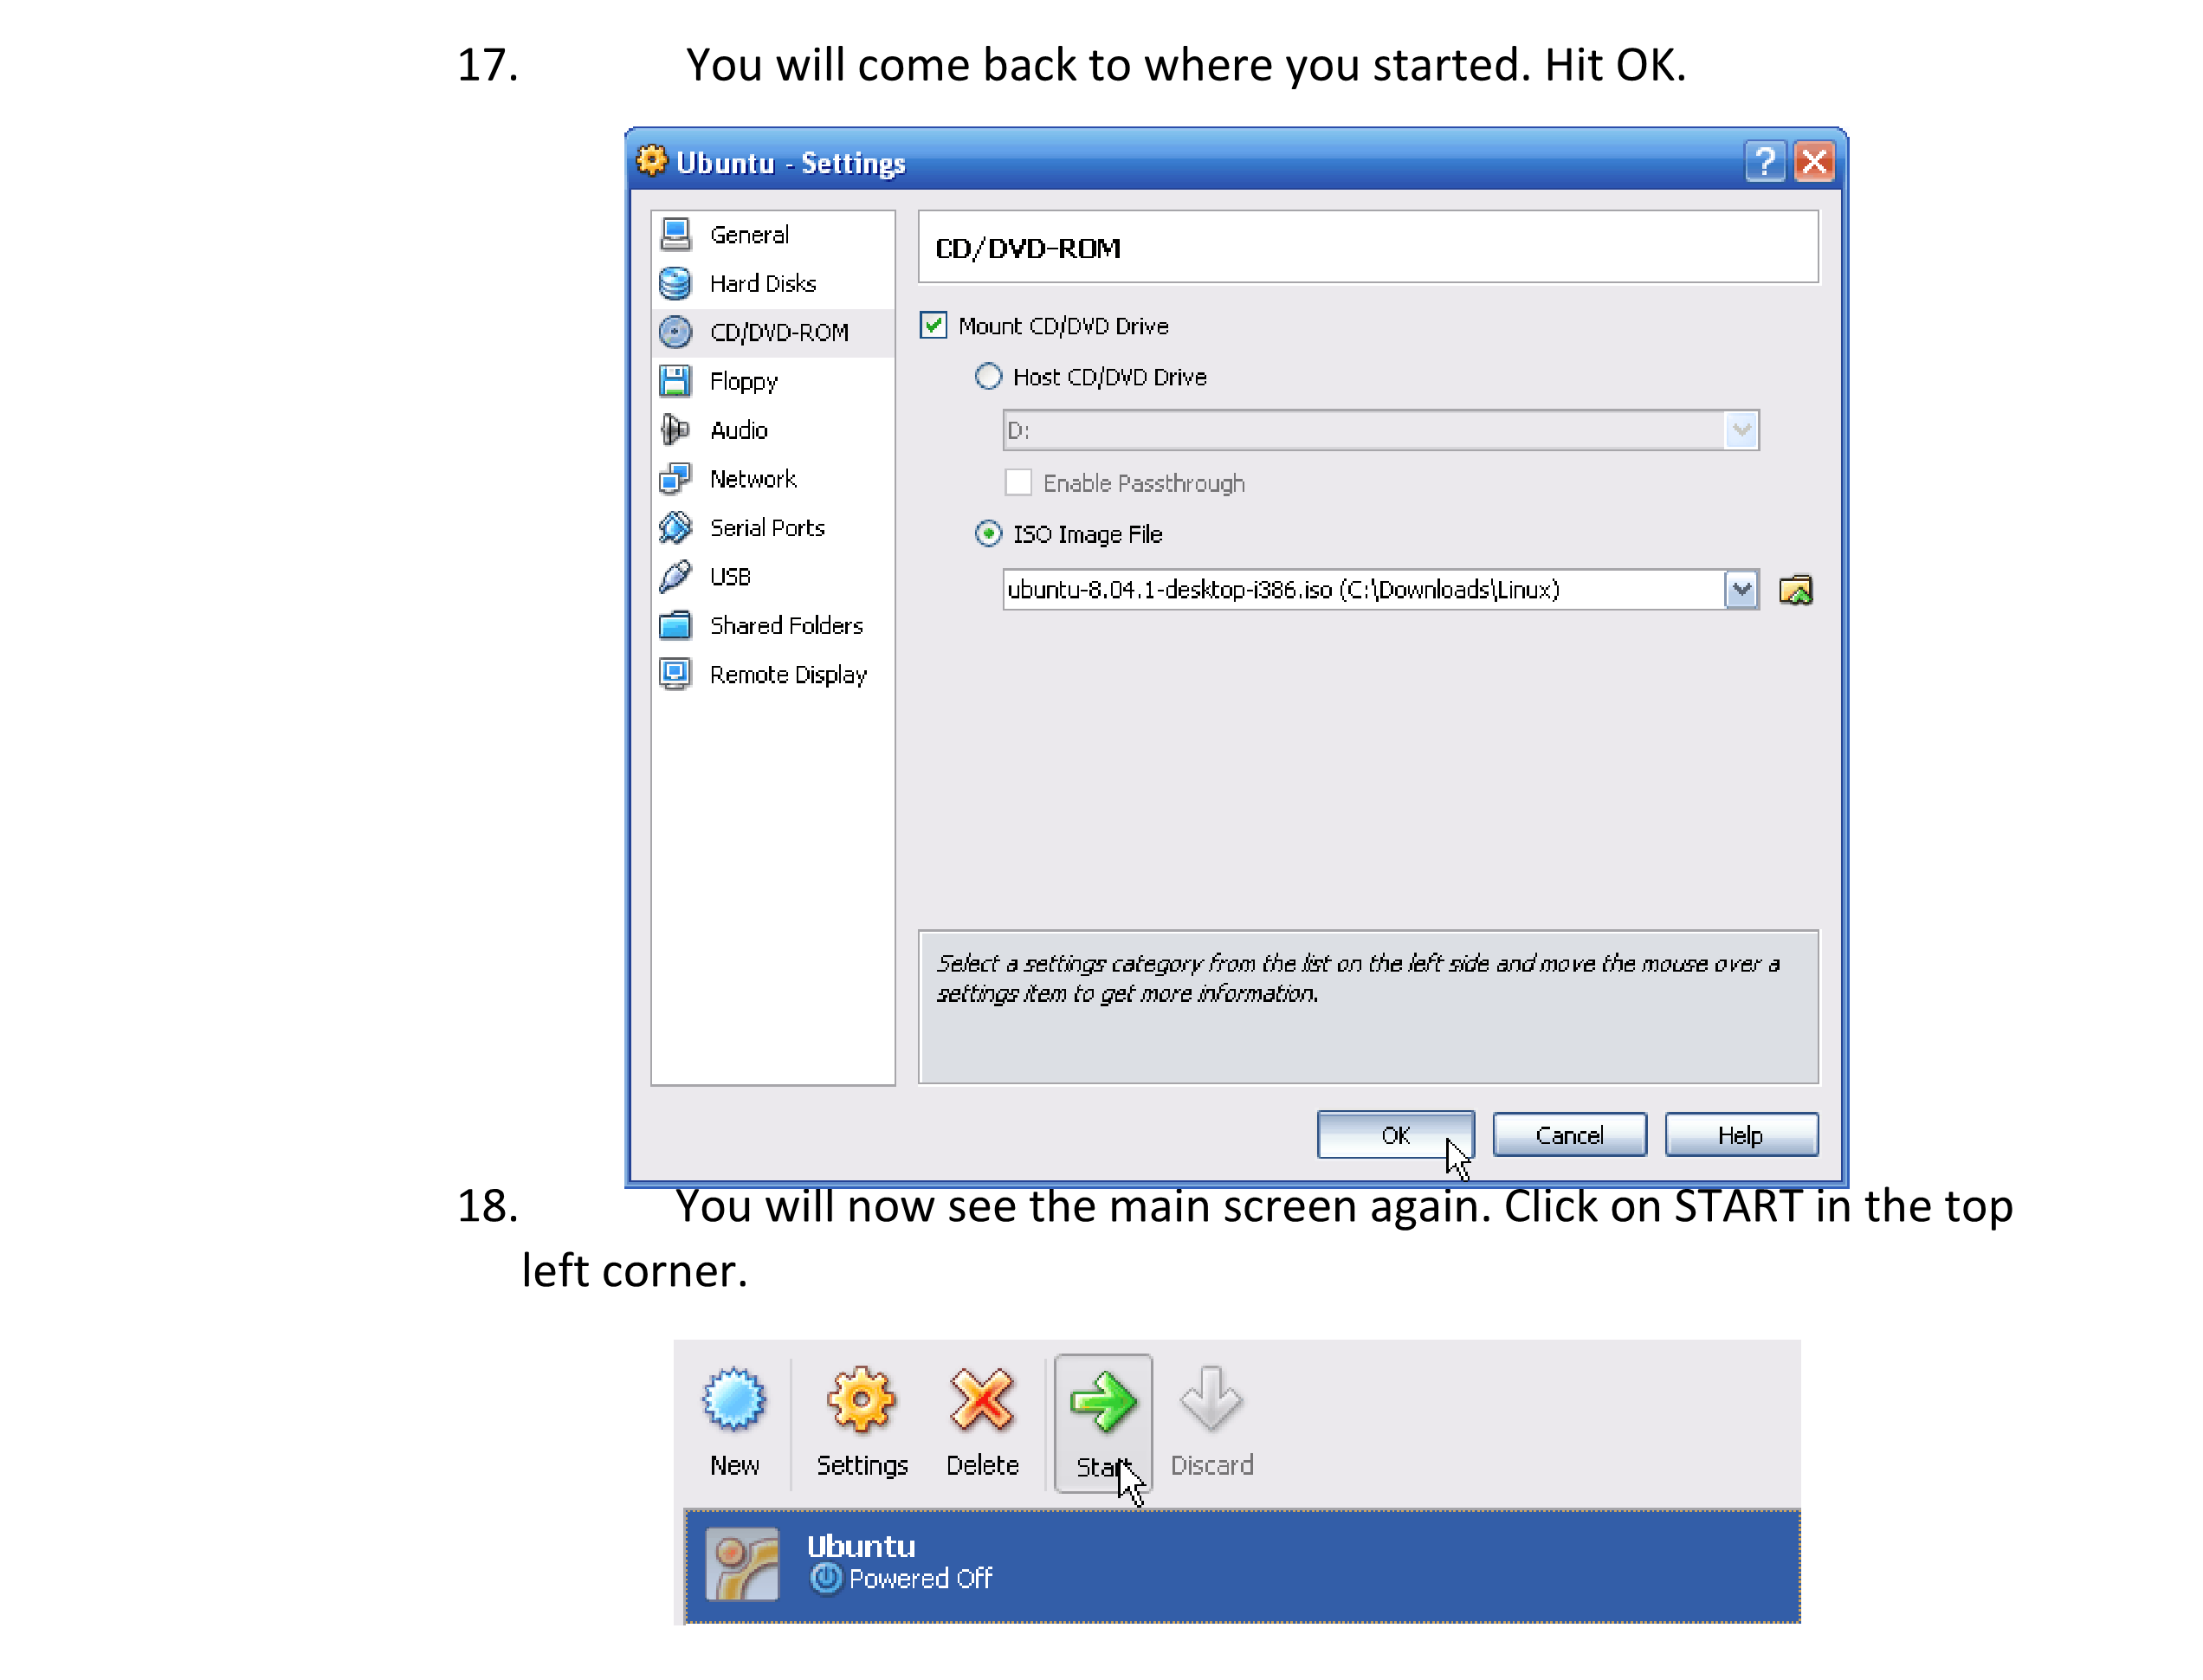 17. You will come back to where you started. Hit OK.
Ubuntu - Settings
General
Hard Disks
CD/DVD-ROM
Floppy
Audio
Network
Serial Ports
USB
Shared Folders
Remote Display
CD/DVD-ROM
Mount CD/DVD Drive
Host CD/DVD Drive
D:
Enable Passthrough
ISO Image File
ubuntu-8.04.1-desktop-i386.iso (C:\Downloads\Linux)
Select a settings category from the list on the left side and move the mouse over a
settings item to get more information.
OK Cancel Help
18. You will now see the main screen again. Click on START in the top
left corner.
New Settings Delete Start Discard
Ubuntu
Powered Off